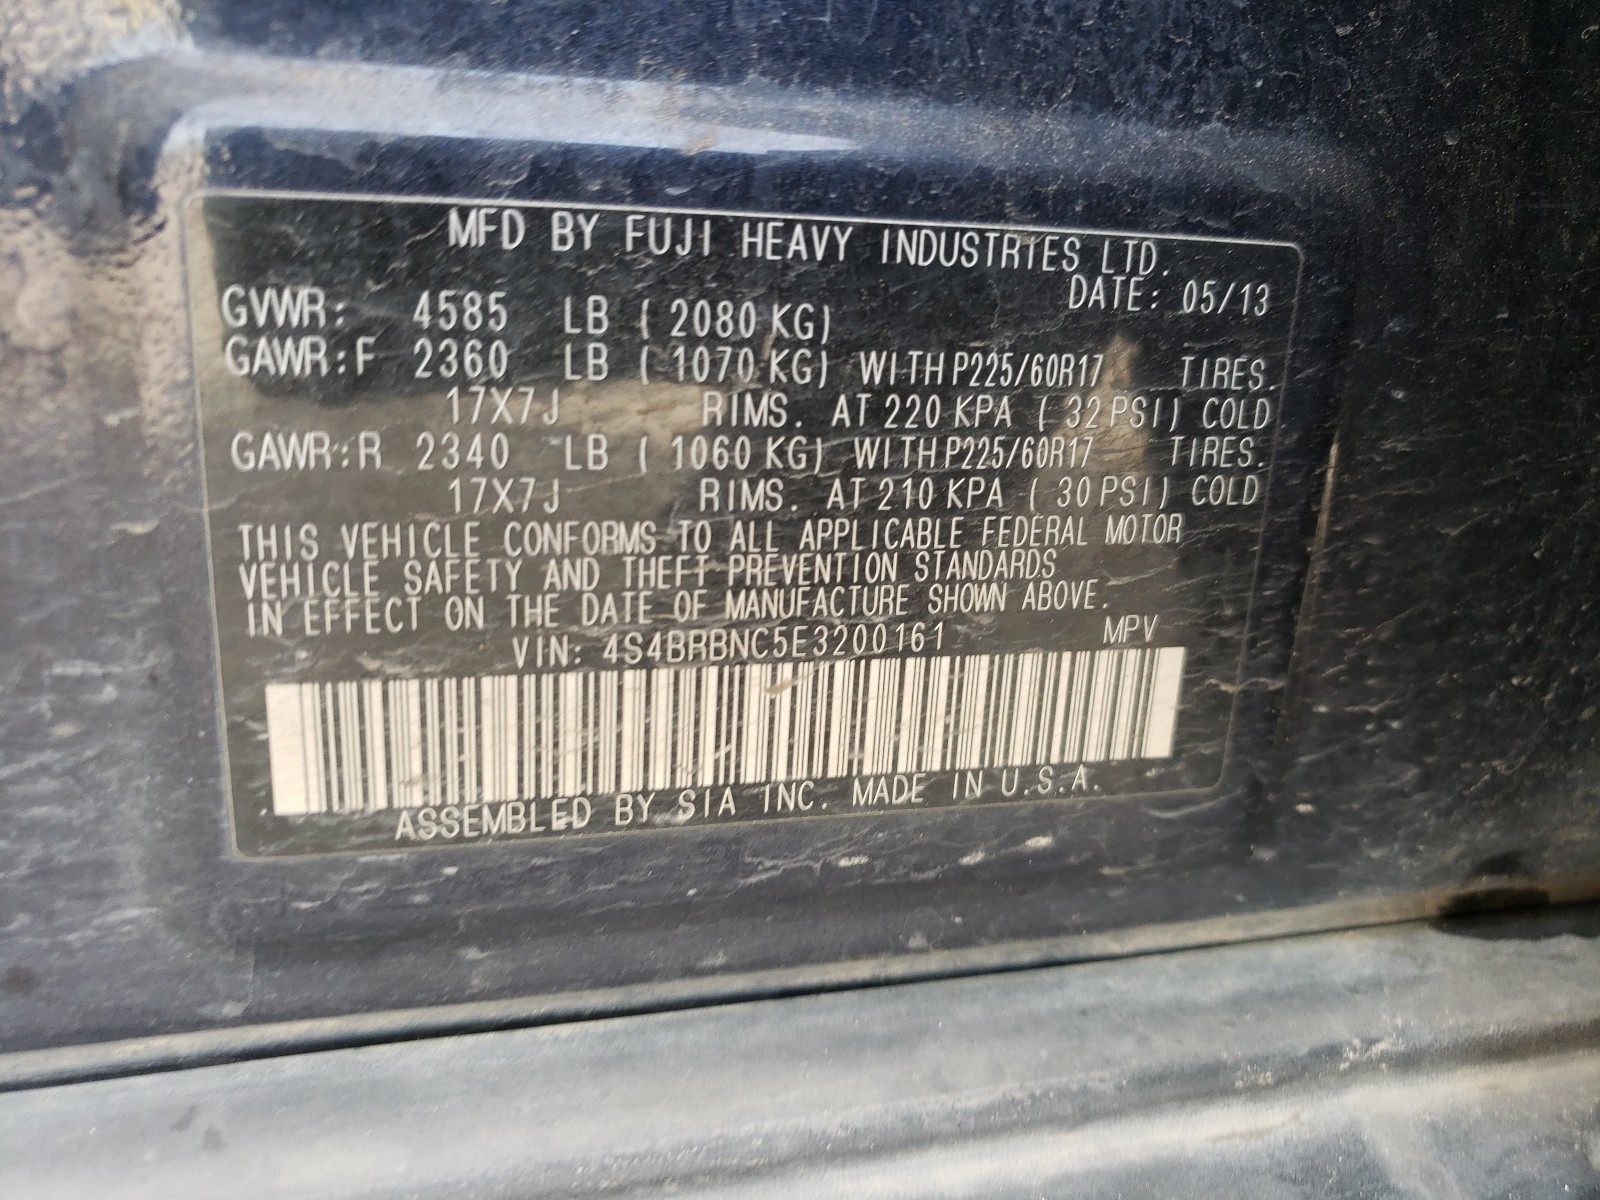 MFD BY FUJI HEAVY INDUSTRIES LTD.
DATE: 05/13
GVWR: 4585 LB ( 2080 KG)
GAWR:F 2360 LB ( 1070 KG) WITH P225/60R17 TIRES.
17X7J RIMS. AT 220 KPA ( 32 PSI) COLD
GAWR:R 2340 LB ( 1060 KG) WITH P225/60R17 TIRES.
17X7J RIMS. AT 210 KPA ( 30 PSI) COLD
THIS VEHICLE CONFORMS TO ALL APPLICABLE FEDERAL MOTOR
VEHICLE SAFETY AND THEFT PREVENTION STANDARDS
IN EFFECT ON THE DATE OF MANUFACTURE SHOWN ABOVE.
VIN: 4S4BRBNC5E3200161 MPV
ASSEMBLED BY SIA INC. MADE IN U.S.A.